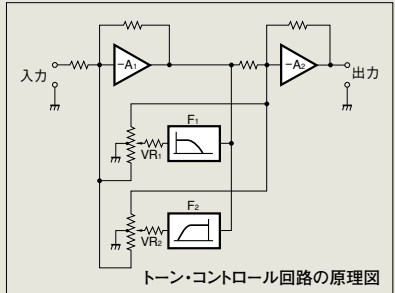 入力
-A₁
-A₂
出力
F₁
VR₁
F₂
VR₂
トーン・コントロール回路の原理図